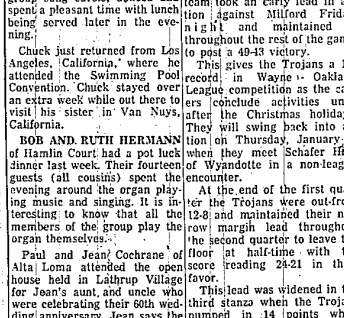 spent a pleasant time with lunch
being served later in the eve-
ning.
Chuck just returned from Los
Angeles, California, where he
attended the Swimming Pool
Convention. Chuck stayed over
an extra week while out there to
visit his sister in Van Nuys,
California.
BOB AND RUTH HERMANN
of Hamlin Court had a pot luck
dinner last week. Their fourteen
guests (all cousins) spent the
evening around the organ play-
ing music and singing. It is in-
teresting to know that all the
members of the group play the
organ themselves.
Paul and Jean Cochrane of
Alta Loma attended the open
house held in Lathrup Village
for Jean's aunt, and uncle who
were celebrating their 60th wed-
ding anniversary. Jean says the
team took an early lead in
tion against Milford Frid
night and maintained
throughout the rest of the gam
to post a 49-43 victory.
This gives the Trojans a
record in Wayne - Oakla
League competition as the ca
ers conclude activities un
after the Christmas holida
They will swing back into
tion on Thursday, January
when they meet Schafer Hi
of Wyandotte in a non-leag
encounter.
At the end of the first qu
ter the Trojans were out-fro
12-8 and maintained their n
row margin lead through
the second quarter to leave t
floor at half-time with
score reading 24-21 in th
favor.
This lead was widened in t
third stanza when the Troja
pumped in 14 points wh